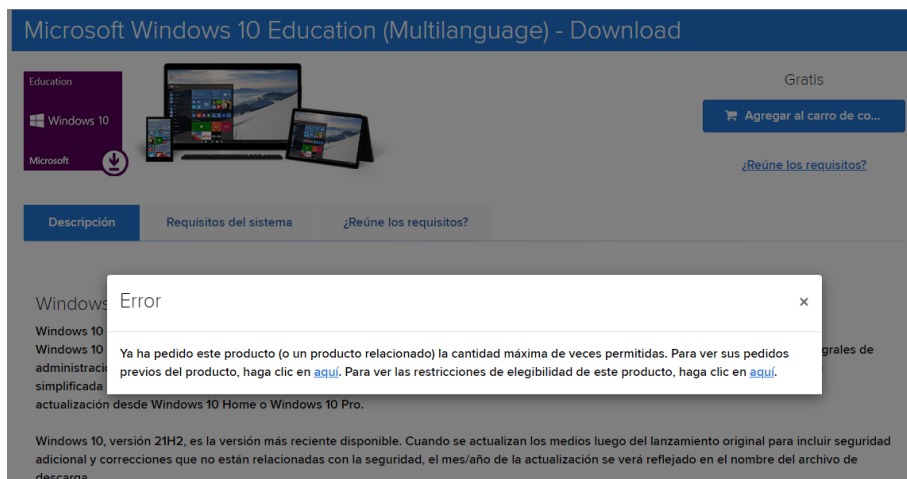 Microsoft Windows 10 Education (Multilanguage) - Download
Education
Windows 10
Microsoft
Gratis
Agregar al carro de co...
¿Reúne los requisitos?
Descripción
Requisitos del sistema
¿Reúne los requisitos?
Windows
Error
×
Windows 10
Windows 10
grales de
administraci
simplificada
Ya ha pedido este producto (o un producto relacionado) la cantidad máxima de veces permitidas. Para ver sus pedidos
previos del producto, haga clic en aquí. Para ver las restricciones de elegibilidad de este producto, haga clic en aquí.
actualización desde Windows 10 Home o Windows 10 Pro.
Windows 10, versión 21H2, es la versión más reciente disponible. Cuando se actualizan los medios luego del lanzamiento original para incluir seguridad
adicional y correcciones que no están relacionadas con la seguridad, el mes/año de la actualización se verá reflejado en el nombre del archivo de
descarga